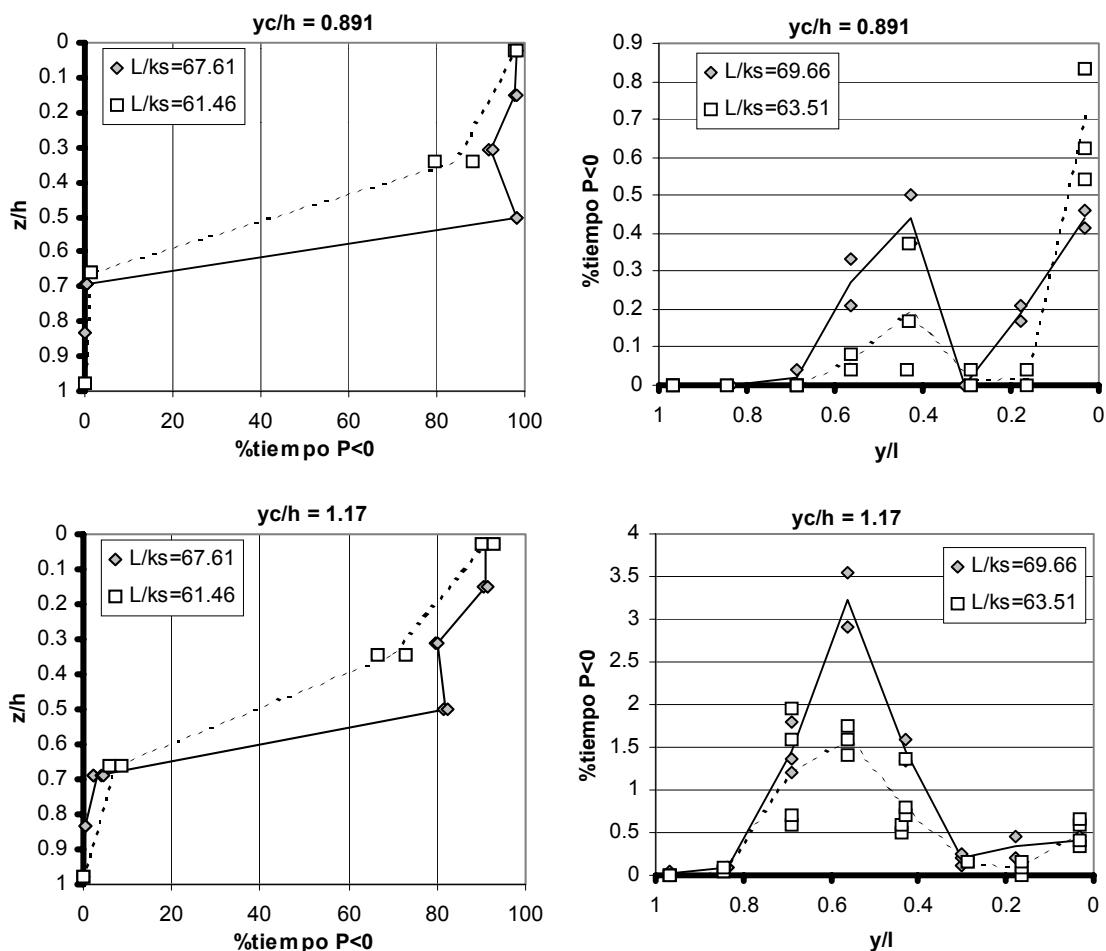 yc/h = 0.891
0
0.1
0.2
0.3
0.4
0.5
0.6
0.7
0.8
0.9
1
z/h
L/ks=67.61
L/ks=61.46
0 20 40 60 80 100
%tiempo P<0
yc/h = 0.891
0.9
0.8
0.7
0.6
0.5
0.4
0.3
0.2
0.1
0
%tiempo P<0
L/ks=69.66
L/ks=63.51
1 0.8 0.6 0.4 0.2 0
y/l
yc/h = 1.17
0
0.1
0.2
0.3
0.4
0.5
0.6
0.7
0.8
0.9
1
z/h
L/ks=67.61
L/ks=61.46
0 20 40 60 80 100
%tiempo P<0
yc/h = 1.17
4
3.5
3
2.5
2
1.5
1
0.5
0
%tiempo P<0
L/ks=69.66
L/ks=63.51
1 0.8 0.6 0.4 0.2 0
y/l